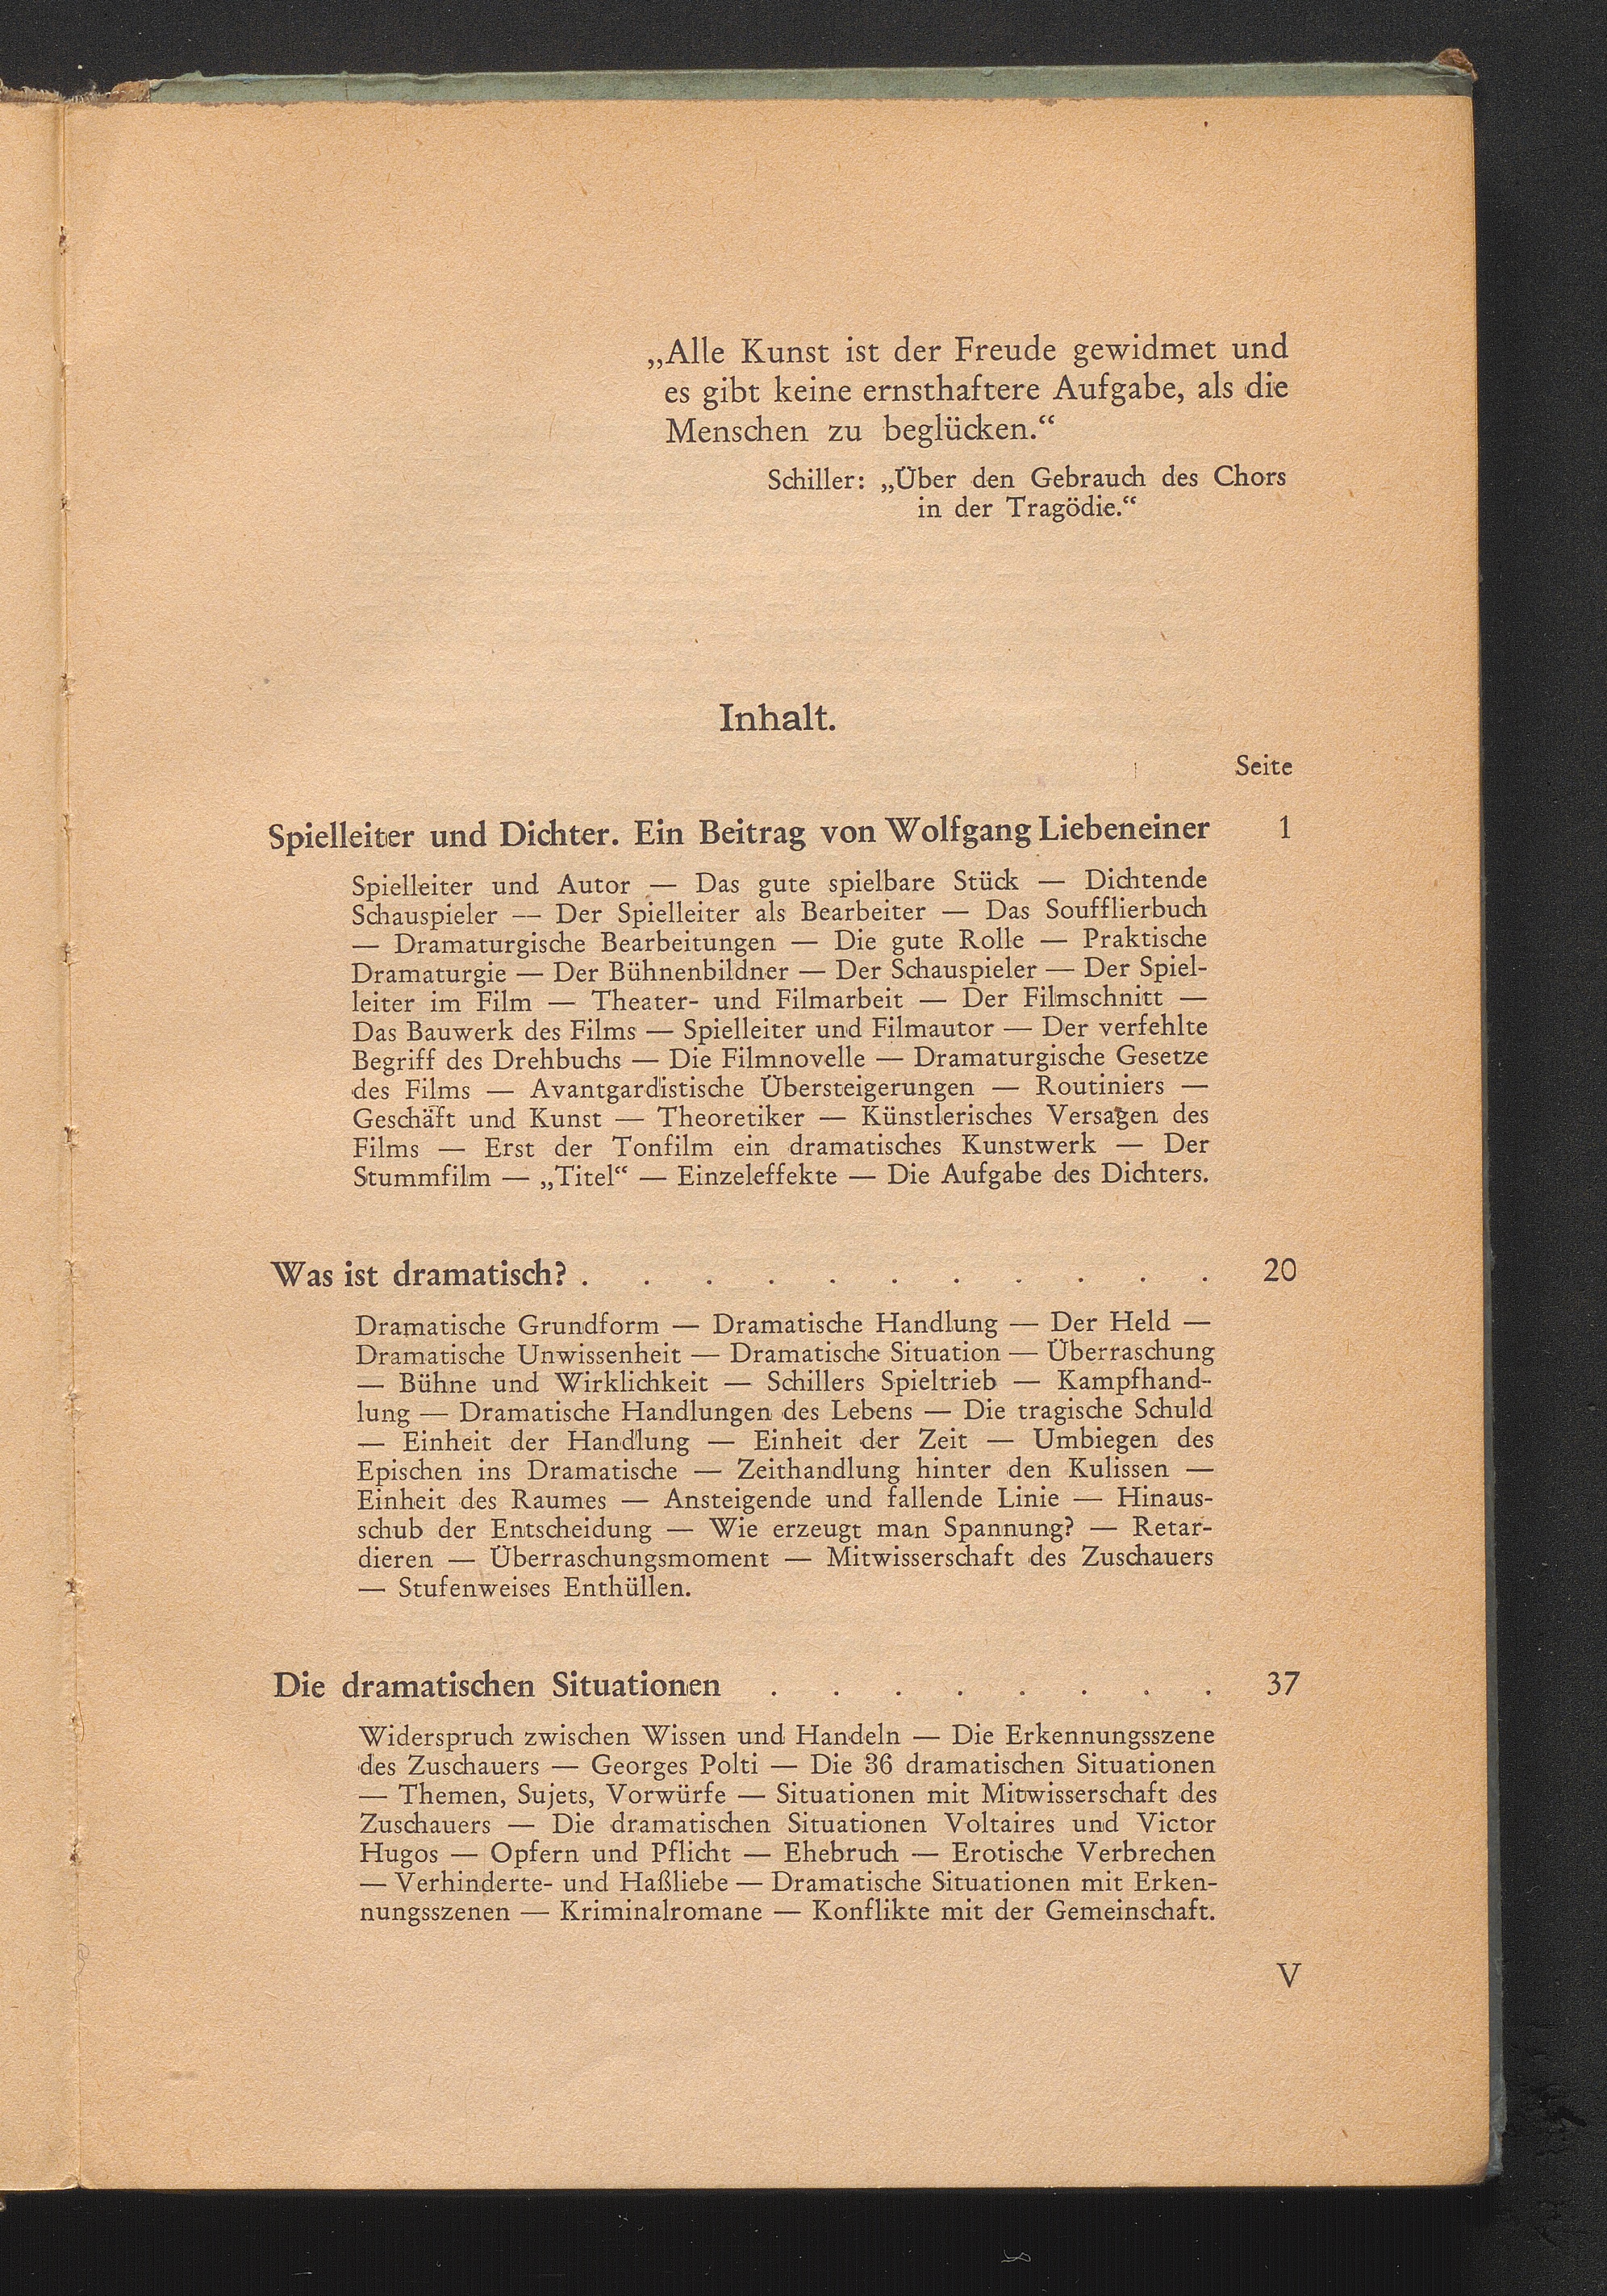 „Alle Kunst ist der Freude gewidmet und
es gibt keine ernsthaftere Aufgabe, als die
Menschen zu beglücken.“
Schiller: „Über den Gebrauch des Chors
in der Tragödie.“
Inhalt.
Seite
Spielleiter und Dichter. Ein Beitrag von Wolfgang Liebeneiner 1
Spielleiter und Autor — Das gute spielbare Stück — Dichtende
Schauspieler — Der Spielleiter als Bearbeiter — Das Soufflierbuch
— Dramaturgische Bearbeitungen — Die gute Rolle — Praktische
Dramaturgie — Der Bühnenbildner — Der Schauspieler — Der Spiel-
leiter im Film — Theater- und Filmarbeit — Der Filmschnitt —
Das Bauwerk des Films — Spielleiter und Filmautor — Der verfehlte
Begriff des Drehbuchs — Die Filmnovelle — Dramaturgische Gesetze
des Films — Avantgardistische Übersteigerungen — Routiniers —
Geschäft und Kunst — Theoretiker — Künstlerisches Versagen des
Films — Erst der Tonfilm ein dramatisches Kunstwerk — Der
Stummfilm — „Titel“ — Einzeleffekte — Die Aufgabe des Dichters.
Was ist dramatisch? . . . . . . . . . . . 20
Dramatische Grundform — Dramatische Handlung — Der Held —
Dramatische Unwissenheit — Dramatische Situation — Überraschung
— Bühne und Wirklichkeit — Schillers Spieltrieb — Kampfhand-
lung — Dramatische Handlungen des Lebens — Die tragische Schuld
— Einheit der Handlung — Einheit der Zeit — Umbiegen des
Epischen ins Dramatische — Zeithandlung hinter den Kulissen —
Einheit des Raumes — Ansteigende und fallende Linie — Hinaus-
schub der Entscheidung — Wie erzeugt man Spannung? — Retar-
dieren — Überraschungsmoment — Mitwisserschaft des Zuschauers
— Stufenweises Enthüllen.
Die dramatischen Situationen . . . . . . . . 37
Widerspruch zwischen Wissen und Handeln — Die Erkennungsszene
des Zuschauers — Georges Polti — Die 36 dramatischen Situationen
— Themen, Sujets, Vorwürfe — Situationen mit Mitwisserschaft des
Zuschauers — Die dramatischen Situationen Voltaires und Victor
Hugos — Opfern und Pflicht — Ehebruch — Erotische Verbrechen
— Verhinderte- und Haßliebe — Dramatische Situationen mit Erken-
nungsszenen — Kriminalromane — Konflikte mit der Gemeinschaft.
V